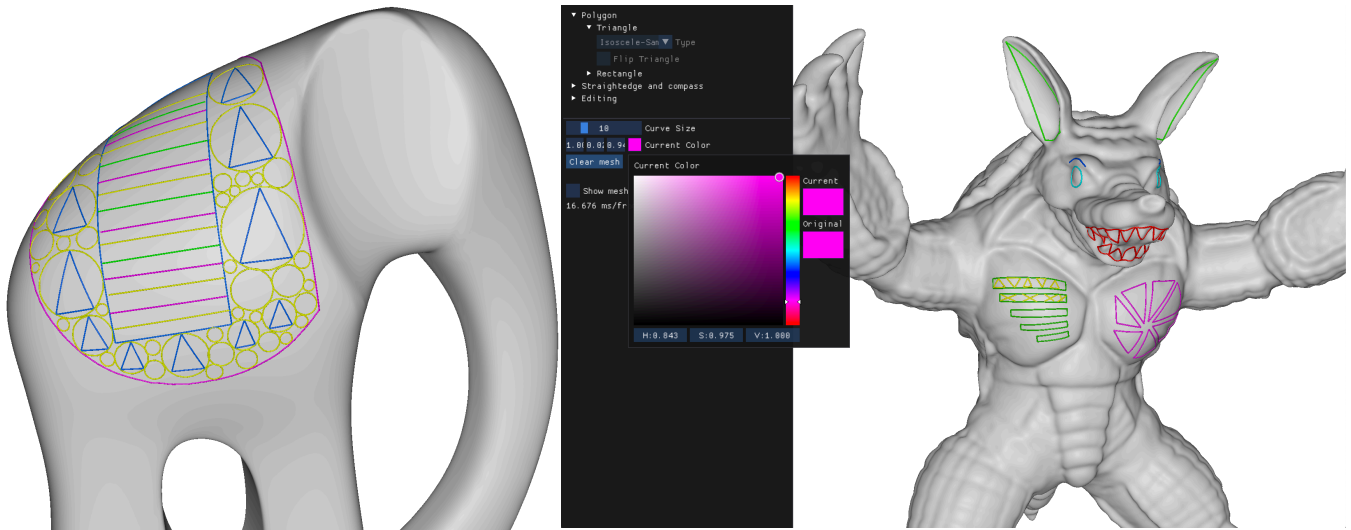 Polygon
Triangle
Isoscele-San Type
Flip Triangle
Rectangle
Straightedge and compass
Editing
10 Curve Size
Current Color
Clear mesh
Current Color
Current
Show mesh
16.676 ms/fr
Original
H:0.843 S:0.975 V:1.000